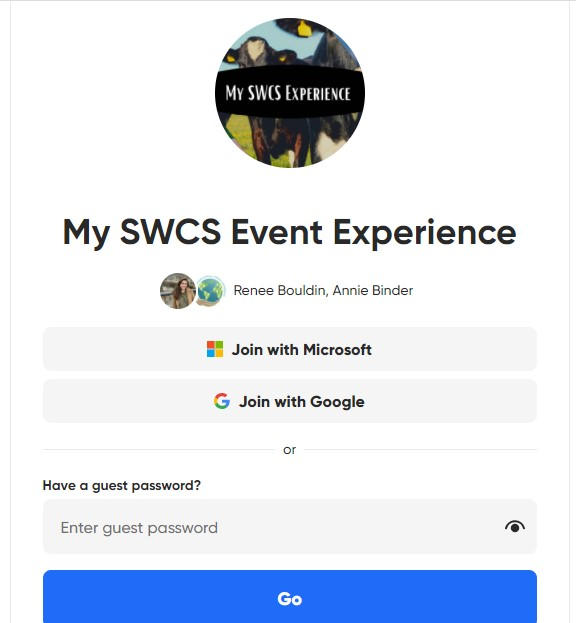 My SWCS Experience
My SWCS Event Experience
Renee Bouldin, Annie Binder
Join with Microsoft
Join with Google
or
Have a guest password?
Enter guest password
Go